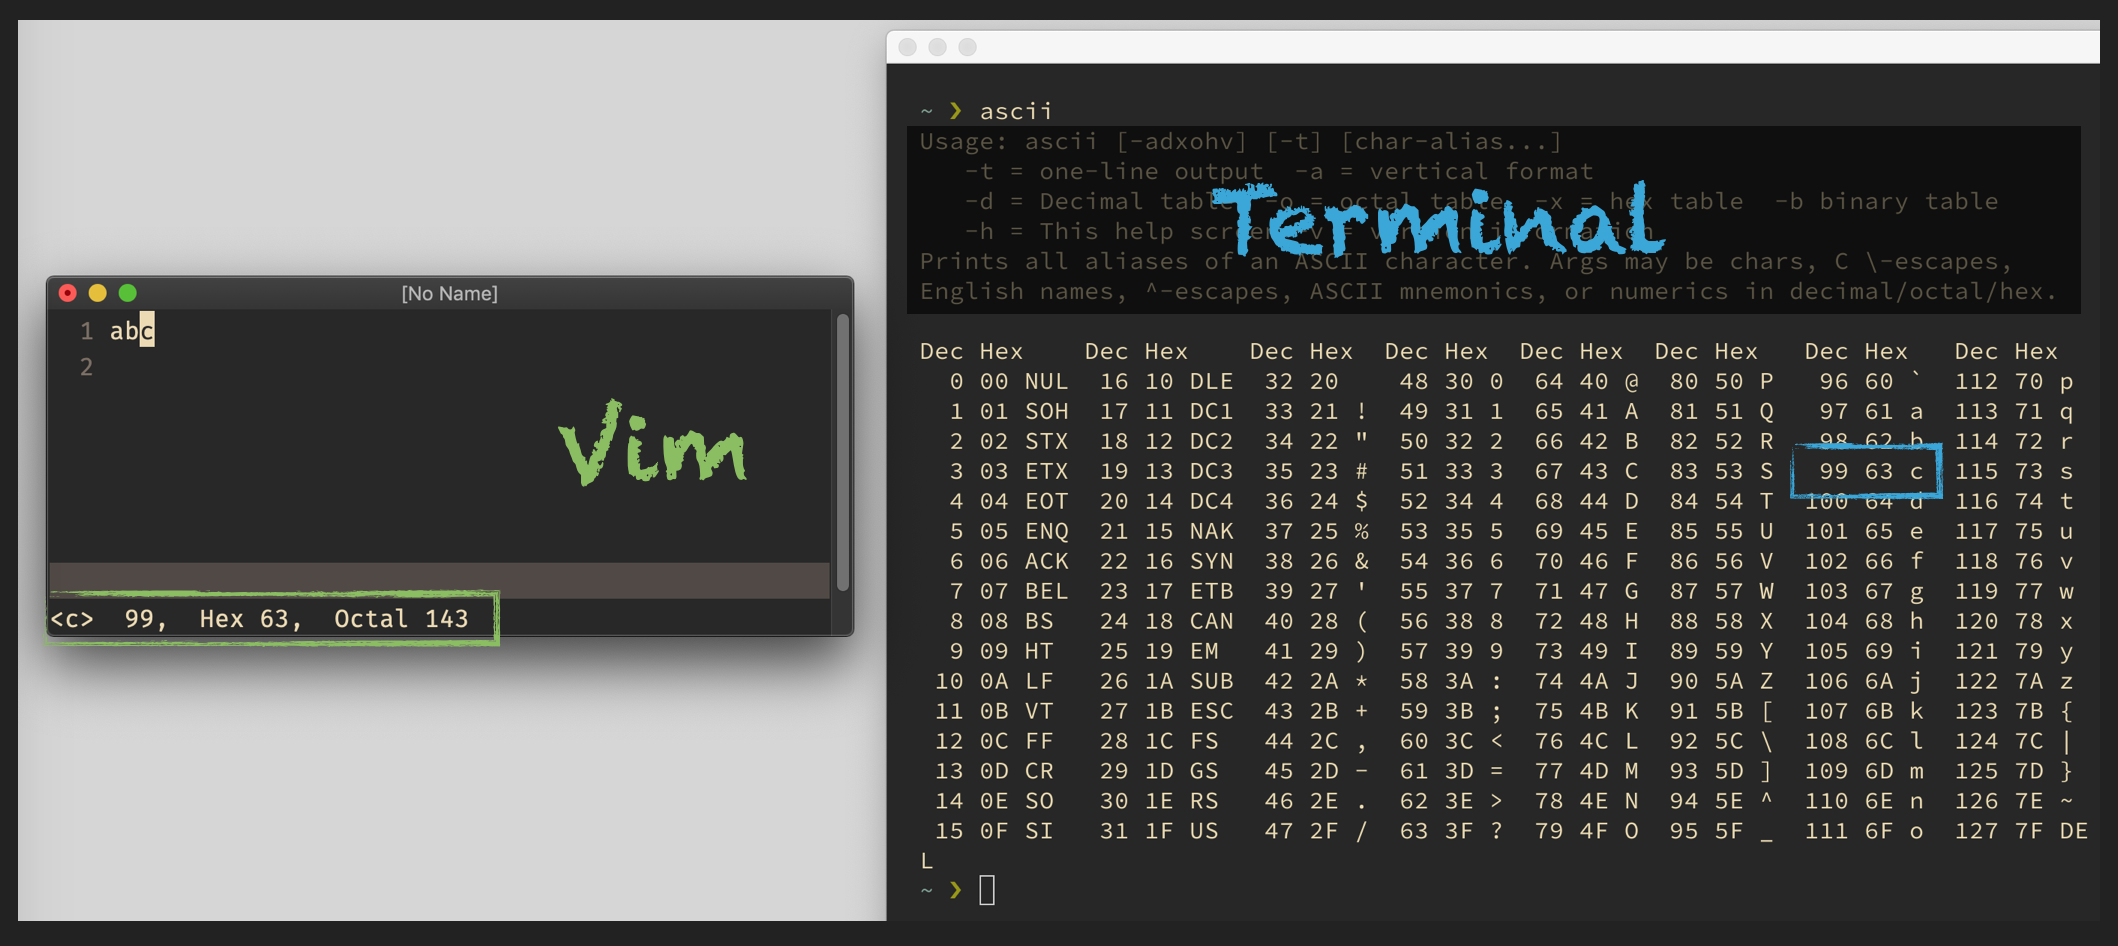 [No Name]
1 abc
2
Vim
<c>  99,  Hex 63,  Octal 143
~ ❯ ascii
Usage: ascii [-adxohv] [-t] [char-alias...]
   -t = one-line output  -a = vertical format
   -d = Decimal table  -o = octal table  -x = hex table  -b binary table
   -h = This help screen -v = version information
Prints all aliases of an ASCII character. Args may be chars, C \-escapes,
English names, ^-escapes, ASCII mnemonics, or numerics in decimal/octal/hex.
Terminal
Dec Hex    Dec Hex    Dec Hex  Dec Hex  Dec Hex  Dec Hex   Dec Hex   Dec Hex
  0 00 NUL  16 10 DLE  32 20    48 30 0  64 40 @  80 50 P   96 60 `  112 70 p
  1 01 SOH  17 11 DC1  33 21 !  49 31 1  65 41 A  81 51 Q   97 61 a  113 71 q
  2 02 STX  18 12 DC2  34 22 "  50 32 2  66 42 B  82 52 R   98 62 b  114 72 r
  3 03 ETX  19 13 DC3  35 23 #  51 33 3  67 43 C  83 53 S   99 63 c  115 73 s
  4 04 EOT  20 14 DC4  36 24 $  52 34 4  68 44 D  84 54 T  100 64 d  116 74 t
  5 05 ENQ  21 15 NAK  37 25 %  53 35 5  69 45 E  85 55 U  101 65 e  117 75 u
  6 06 ACK  22 16 SYN  38 26 &  54 36 6  70 46 F  86 56 V  102 66 f  118 76 v
  7 07 BEL  23 17 ETB  39 27 '  55 37 7  71 47 G  87 57 W  103 67 g  119 77 w
  8 08 BS   24 18 CAN  40 28 (  56 38 8  72 48 H  88 58 X  104 68 h  120 78 x
  9 09 HT   25 19 EM   41 29 )  57 39 9  73 49 I  89 59 Y  105 69 i  121 79 y
 10 0A LF   26 1A SUB  42 2A *  58 3A :  74 4A J  90 5A Z  106 6A j  122 7A z
 11 0B VT   27 1B ESC  43 2B +  59 3B ;  75 4B K  91 5B [  107 6B k  123 7B {
 12 0C FF   28 1C FS   44 2C ,  60 3C <  76 4C L  92 5C \  108 6C l  124 7C |
 13 0D CR   29 1D GS   45 2D -  61 3D =  77 4D M  93 5D ]  109 6D m  125 7D }
 14 0E SO   30 1E RS   46 2E .  62 3E >  78 4E N  94 5E ^  110 6E n  126 7E ~
 15 0F SI   31 1F US   47 2F /  63 3F ?  79 4F O  95 5F _  111 6F o  127 7F DE
L
~ ❯